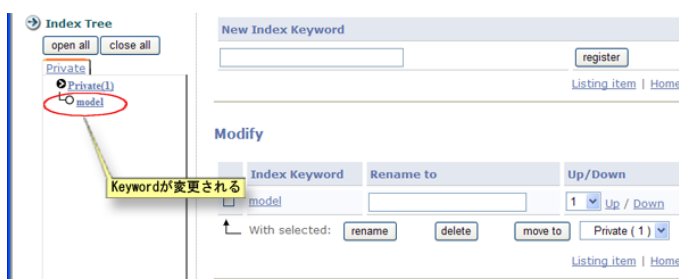 Index Tree
open all close all
Private
Private(1)
model
Keywordが変更される
New Index Keyword
register
Listing item | Home
Modify
Index Keyword Rename to Up/Down
model 1 Up / Down
With selected: rename delete move to Private ( 1 )
Listing item | Home